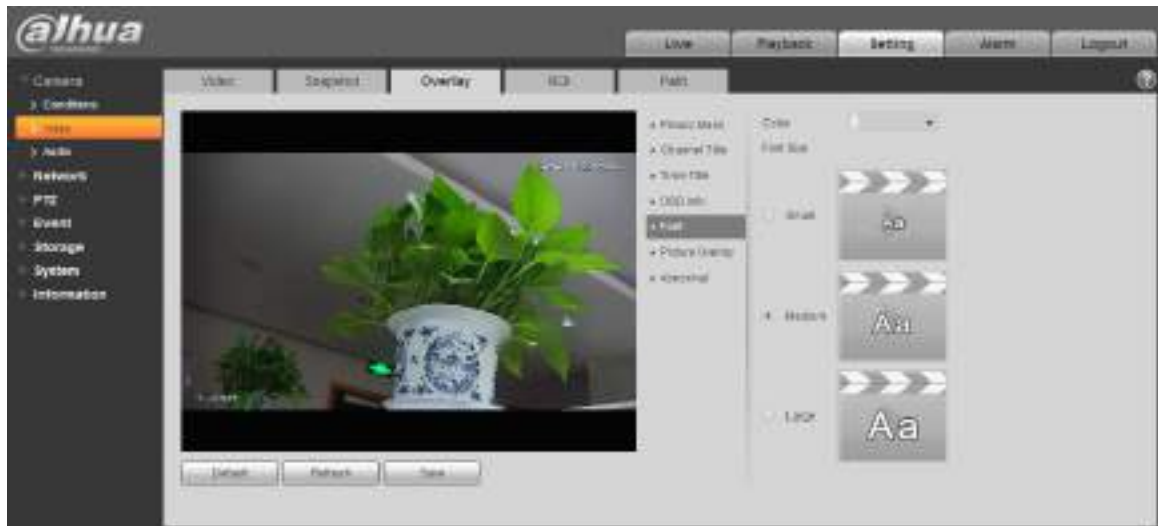 alhua
Live
Playback
Setting
Alarm
Logout
Camera
Conditions
Video
Audio
Network
PTZ
Event
Storage
System
Information
Video
Snapshot
Overlay
ROI
Path
Privacy Mask
Channel Title
Time Title
OSD Info
Font
Picture Overlay
Abnormal
Color
Font Size
Small
Aa
Medium
Aa
Large
Aa
Default
Refresh
Save